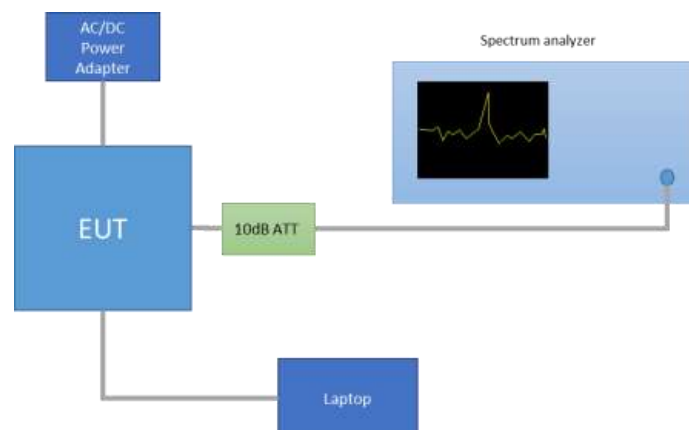 AC/DC
Power
Adapter
Spectrum analyzer
EUT
10dB ATT
Laptop